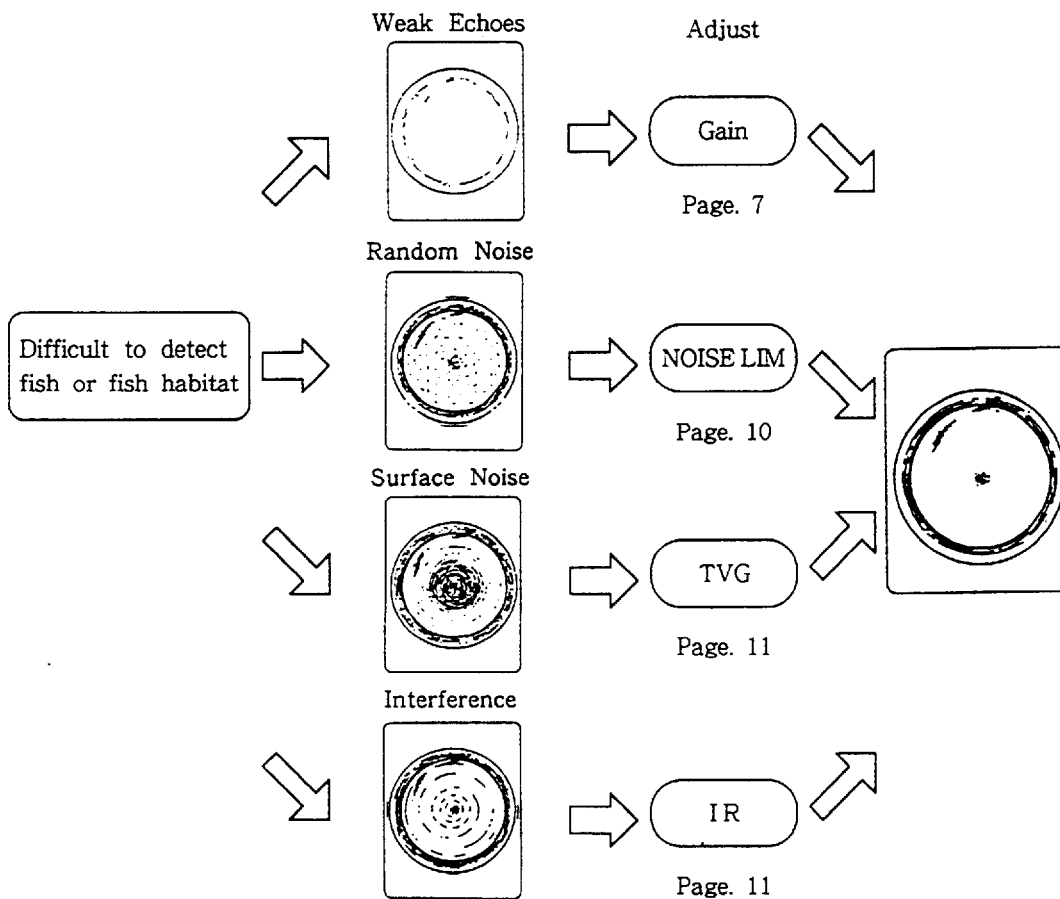 Weak Echoes
Adjust
Gain
Page. 7
Random Noise
Difficult to detect
fish or fish habitat
NOISE LIM
Page. 10
Surface Noise
TVG
Page. 11
Interference
IR
Page. 11